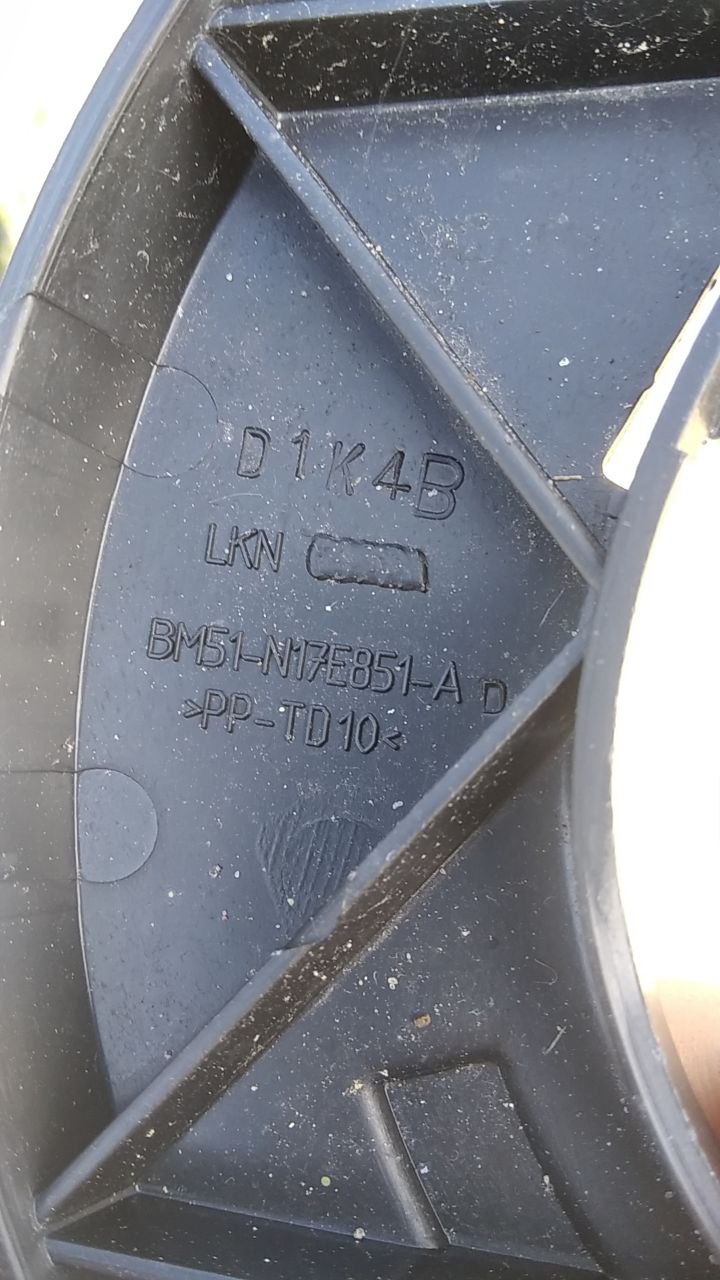 D1K4B
LKN
BM51-N17E851-A D
>PP-TD10<